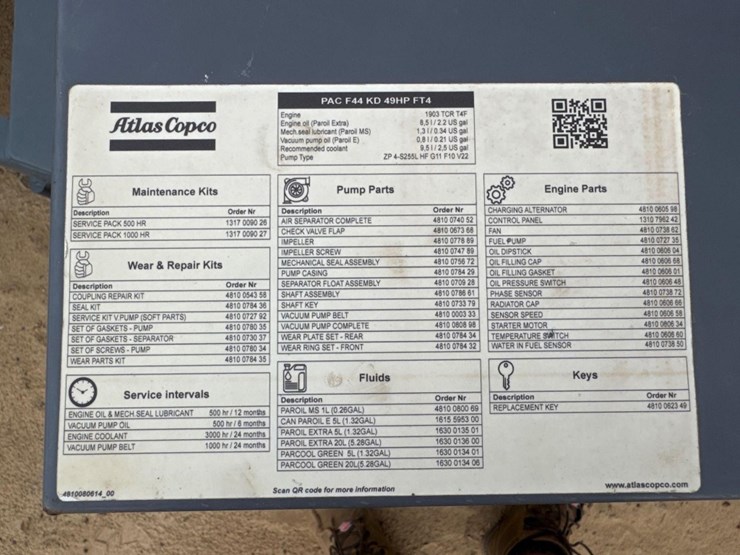 Atlas Copco
PAC F44 KD 49HP FT4
Engine 1903 TCR T4F
Engine oil (Paroil Extra) 8,5 l / 2.2 US gal
Mech.seal lubricant (Paroil MS) 1,3 l / 0.34 US gal
Vacuum pump oil (Paroil E) 0,8 l / 0.21 US gal
Recommended coolant 9,5 l / 2,5 US gal
Pump Type ZP 4-S255L HF G11 F10 V22
Maintenance Kits
Description Order Nr
SERVICE PACK 500 HR 1317 0090 26
SERVICE PACK 1000 HR 1317 0090 27
Wear & Repair Kits
Description Order Nr
COUPLING REPAIR KIT 4810 0543 58
SEAL KIT 4810 0784 36
SERVICE KIT V.PUMP (SOFT PARTS) 4810 0727 92
SET OF GASKETS - PUMP 4810 0780 35
SET OF GASKETS - SEPARATOR 4810 0730 37
SET OF SCREWS - PUMP 4810 0780 34
WEAR PARTS KIT 4810 0784 35
Service intervals
ENGINE OIL & MECH.SEAL LUBRICANT 500 hr / 12 months
VACUUM PUMP OIL 500 hr / 6 months
ENGINE COOLANT 3000 hr / 24 months
VACUUM PUMP BELT 1000 hr / 24 months
Pump Parts
Description Order Nr
AIR SEPARATOR COMPLETE 4810 0740 52
CHECK VALVE FLAP 4810 0673 68
IMPELLER 4810 0778 89
IMPELLER SCREW 4810 0747 89
MECHANICAL SEAL ASSEMBLY 4810 0756 72
PUMP CASING 4810 0784 29
SEPARATOR FLOAT ASSEMBLY 4810 0709 28
SHAFT ASSEMBLY 4810 0786 61
SHAFT KEY 4810 0733 79
VACUUM PUMP BELT 4810 0003 33
VACUUM PUMP COMPLETE 4810 0608 98
WEAR PLATE SET - REAR 4810 0784 34
WEAR RING SET - FRONT 4810 0784 32
Fluids
Description Order Nr
PAROIL MS 1L (0.26GAL) 4810 0800 69
CAN PAROIL E 5L (1.32GAL) 1615 5953 00
PAROIL EXTRA 5L (1.32GAL) 1630 0135 01
PAROIL EXTRA 20L (5.28GAL) 1630 0136 00
PARCOOL GREEN 5L (1.32GAL) 1630 0134 01
PARCOOL GREEN 20L(5.28GAL) 1630 0134 06
Engine Parts
Description Order Nr
CHARGING ALTERNATOR 4810 0605 98
CONTROL PANEL 1310 7962 42
FAN 4810 0738 62
FUEL PUMP 4810 0727 35
OIL DIPSTICK 4810 0606 04
OIL FILLING CAP 4810 0606 68
OIL FILLING GASKET 4810 0606 01
OIL PRESSURE SWITCH 4810 0606 48
PHASE SENSOR 4810 0738 72
RADIATOR CAP 4810 0606 66
SENSOR SPEED 4810 0606 58
STARTER MOTOR 4810 0606 34
TEMPERATURE SWITCH 4810 0606 60
WATER IN FUEL SENSOR 4810 0738 50
Keys
Description Order Nr
REPLACEMENT KEY 4810 0623 49
4810080614_00
Scan QR code for more information
www.atlascopco.com